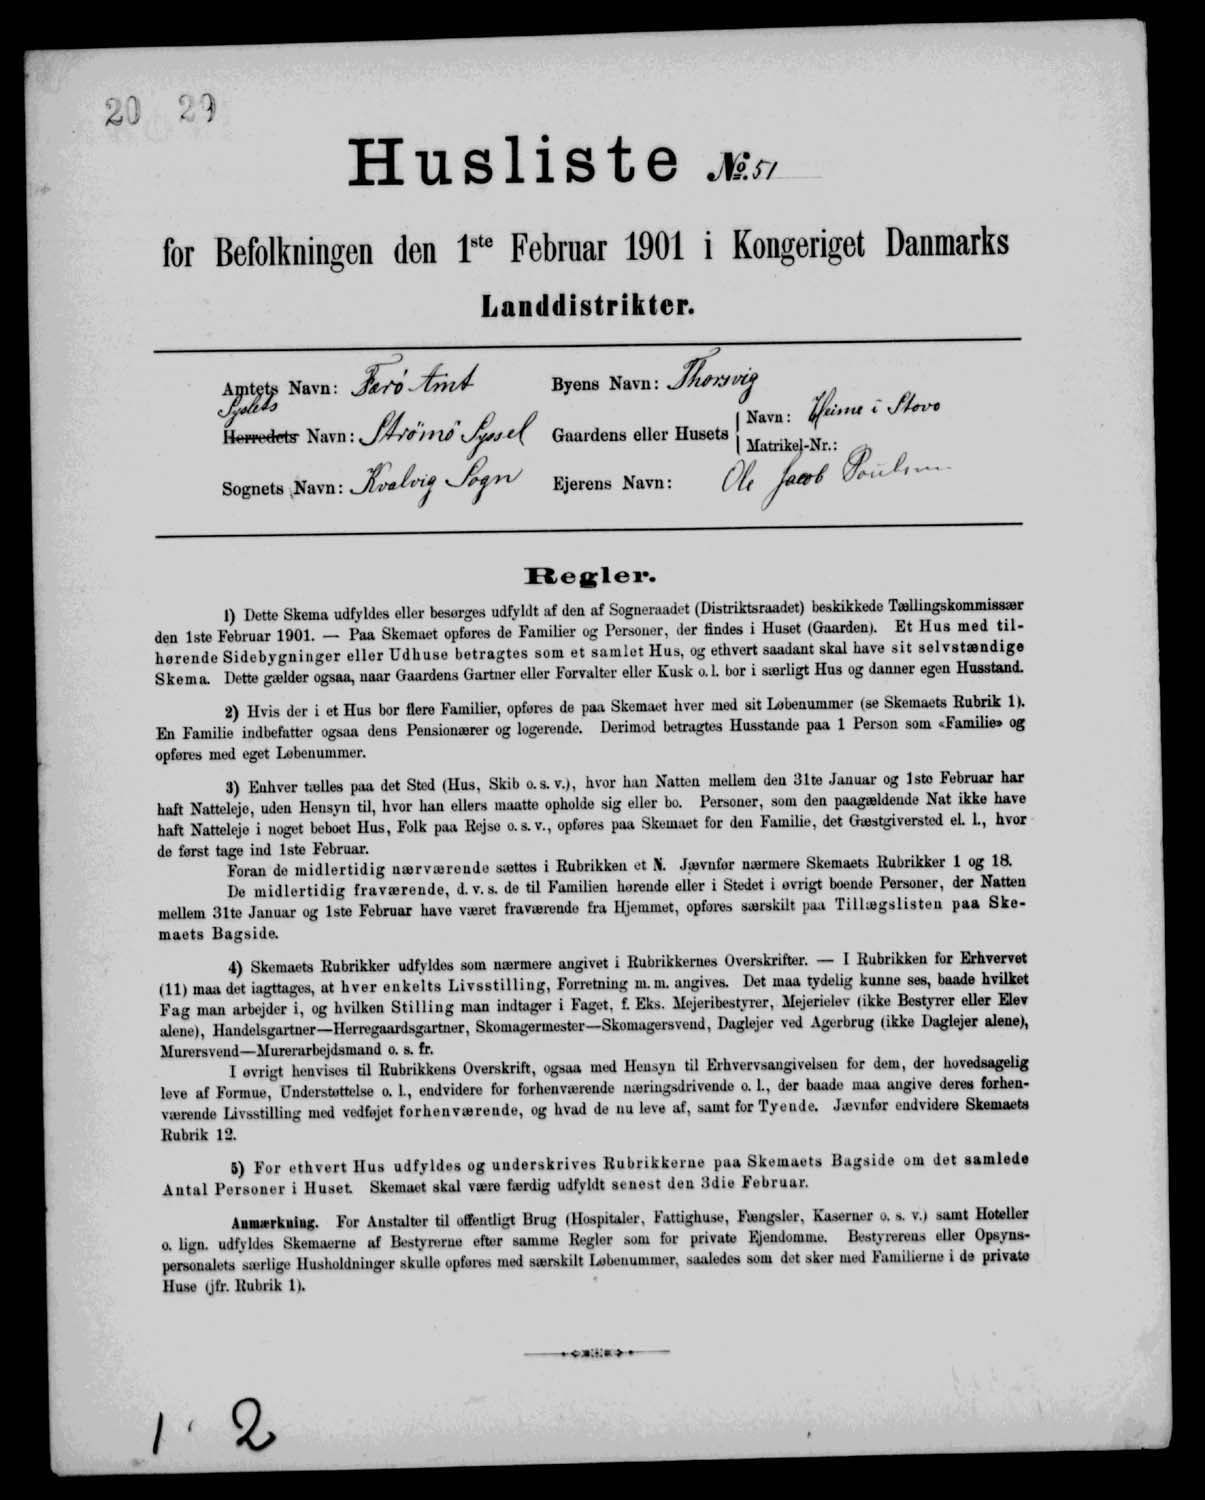 20 29
Husliste No. 51
for Befolkningen den 1ste Februar 1901 i Kongeriget Danmarks
Landdistrikter.
Amtets Navn: Færö Amt
Byens Navn: Thorsvig
Syslets
Herredets Navn: Strömö Syssel
Gaardens eller Husets
Navn: Heime i Stovo
Matrikel-Nr.:
Sognets Navn: Kvalvig Sogn
Ejerens Navn: Ole Jacob Poulsen
Regler.
1) Dette Skema udfyldes eller besørges udfyldt af den af Sogneraadet (Distriktsraadet) beskikkede Tællingskommissær
den 1ste Februar 1901. — Paa Skemaet opføres de Familier og Personer, der findes i Huset (Gaarden). Et Hus med til-
hørende Sidebygninger eller Udhuse betragtes som et samlet Hus, og ethvert saadant skal have sit selvstændige
Skema. Dette gælder ogsaa, naar Gaardens Gartner eller Forvalter eller Kusk o. l. bor i særligt Hus og danner egen Husstand.
2) Hvis der i et Hus bor flere Familier, opføres de paa Skemaet hver med sit Løbenummer (se Skemaets Rubrik 1).
En Familie indbefatter ogsaa dens Pensionærer og logerende. Derimod betragtes Husstande paa 1 Person som «Familie» og
opføres med eget Løbenummer.
3) Enhver tælles paa det Sted (Hus, Skib o. s. v.), hvor han Natten mellem den 31te Januar og 1ste Februar har
haft Natteleje, uden Hensyn til, hvor han ellers maatte opholde sig eller bo. Personer, som den paagældende Nat ikke have
haft Natteleje i noget beboet Hus, Folk paa Rejse o. s. v., opføres paa Skemaet for den Familie, det Gæstgiversted el. l., hvor
de først tage ind 1ste Februar.
Foran de midlertidig nærværende sættes i Rubrikken et N. Jævnfør nærmere Skemaets Rubrikker 1 og 18.
De midlertidig fraværende, d. v. s. de til Familien hørende eller i Stedet i øvrigt boende Personer, der Natten
mellem 31te Januar og 1ste Februar have været fraværende fra Hjemmet, opføres særskilt paa Tillægslisten paa Ske-
maets Bagside.
4) Skemaets Rubrikker udfyldes som nærmere angivet i Rubrikkernes Overskrifter. — I Rubrikken for Erhvervet
(11) maa det iagttages, at hver enkelts Livsstilling, Forretning m. m. angives. Det maa tydelig kunne ses, baade hvilket
Fag man arbejder i, og hvilken Stilling man indtager i Faget, f. Eks. Mejeribestyrer, Mejerielev (ikke Bestyrer eller Elev
alene), Handelsgartner—Herregaardsgartner, Skomagermester—Skomagersvend, Daglejer ved Agerbrug (ikke Daglejer alene),
Murersvend—Murerarbejdsmand o. s. fr.
I øvrigt henvises til Rubrikkens Overskrift, ogsaa med Hensyn til Erhvervsangivelsen for dem, der hovedsagelig
leve af Formue, Understøttelse o. l., endvidere for forhenværende næringsdrivende o. l., der baade maa angive deres forhen-
værende Livsstilling med vedføjet forhenværende, og hvad de nu leve af, samt for Tyende. Jævnfør endvidere Skemaets
Rubrik 12.
5) For ethvert Hus udfyldes og underskrives Rubrikkerne paa Skemaets Bagside om det samlede
Antal Personer i Huset. Skemaet skal være færdig udfyldt senest den 3die Februar.
Anmærkning. For Anstalter til offentligt Brug (Hospitaler, Fattighuse, Fængsler, Kaserner o. s. v.) samt Hoteller
o. lign. udfyldes Skemaerne af Bestyrerne efter samme Regler som for private Ejendomme. Bestyrerens eller Opsyns-
personalets særlige Husholdninger skulle opføres med særskilt Løbenummer, saaledes som det sker med Familierne i de private
Huse (jfr. Rubrik 1).
1 2